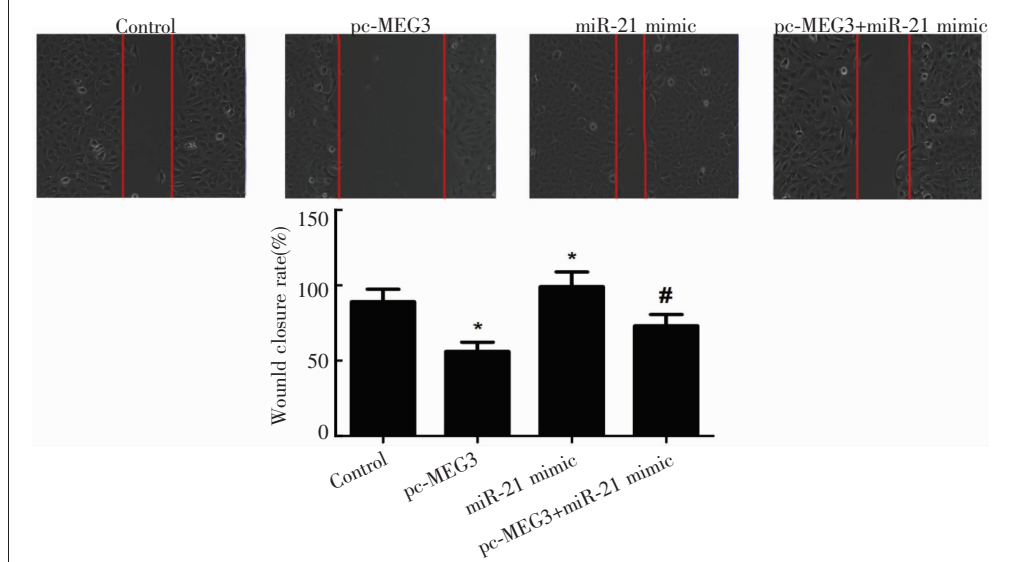 Control
pc-MEG3
miR-21 mimic
pc-MEG3+miR-21 mimic
Wounld closure rate(%)
150
100
50
0
*
*
#
Control
pc-MEG3
miR-21 mimic
pc-MEG3+miR-21 mimic